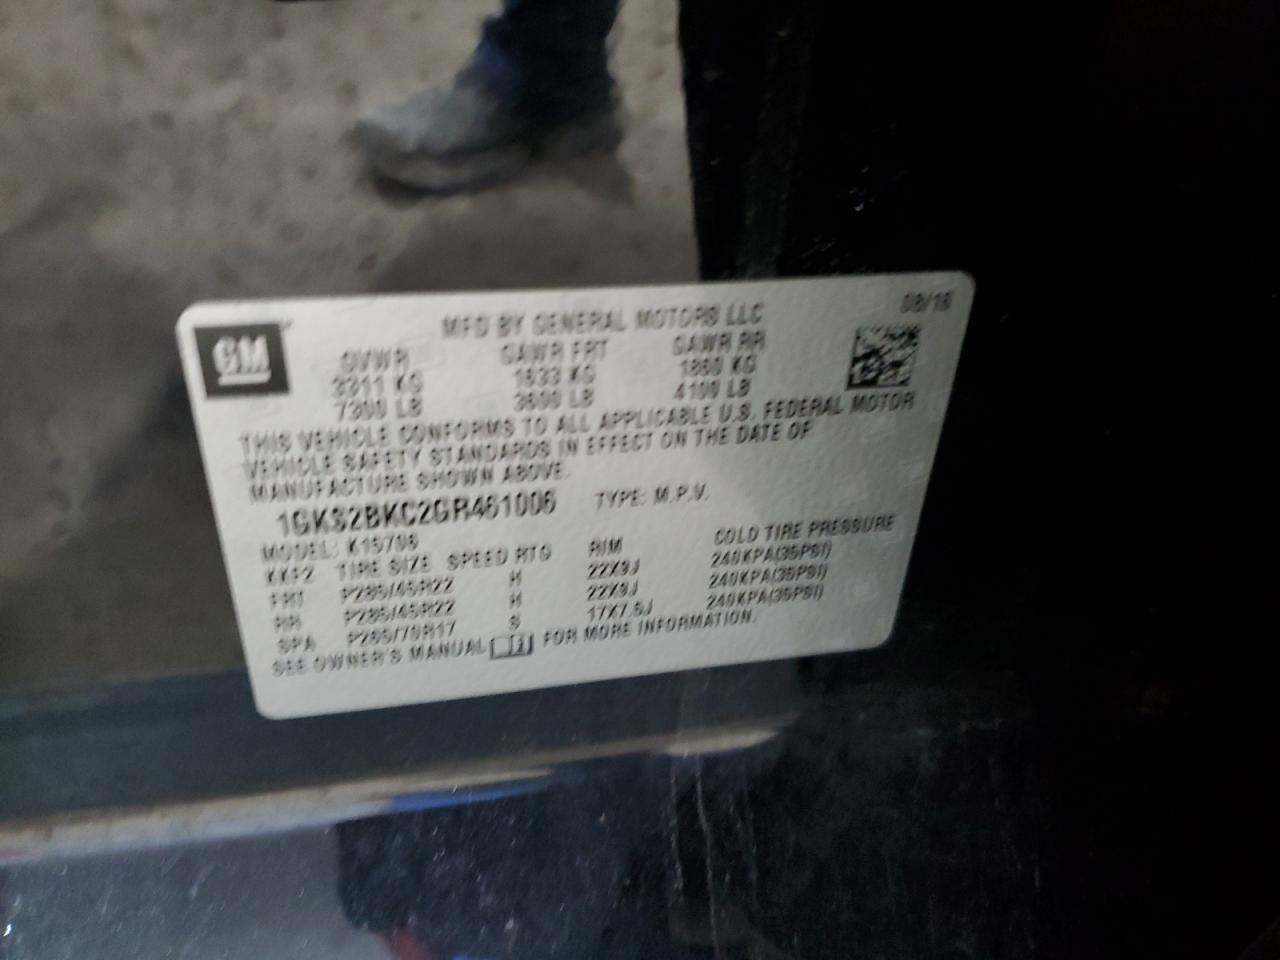 GM
MFD BY GENERAL MOTORS LLC
08/16
GVWR GAWR FRT GAWR RR
3311 KG 1633 KG 1860 KG
7300 LB 3600 LB 4100 LB
THIS VEHICLE CONFORMS TO ALL APPLICABLE U.S. FEDERAL MOTOR
VEHICLE SAFETY STANDARDS IN EFFECT ON THE DATE OF
MANUFACTURE SHOWN ABOVE.
1GKS2BKC2GR461006 TYPE: M.P.V.
MODEL: K15706
KKF2 TIRE SIZE SPEED RTG RIM COLD TIRE PRESSURE
FRT P285/45R22 H 22X9J 240KPA(35PSI)
RR P285/45R22 H 22X9J 240KPA(35PSI)
SPA P265/70R17 S 17X7.5J 240KPA(35PSI)
SEE OWNER'S MANUAL FOR MORE INFORMATION.